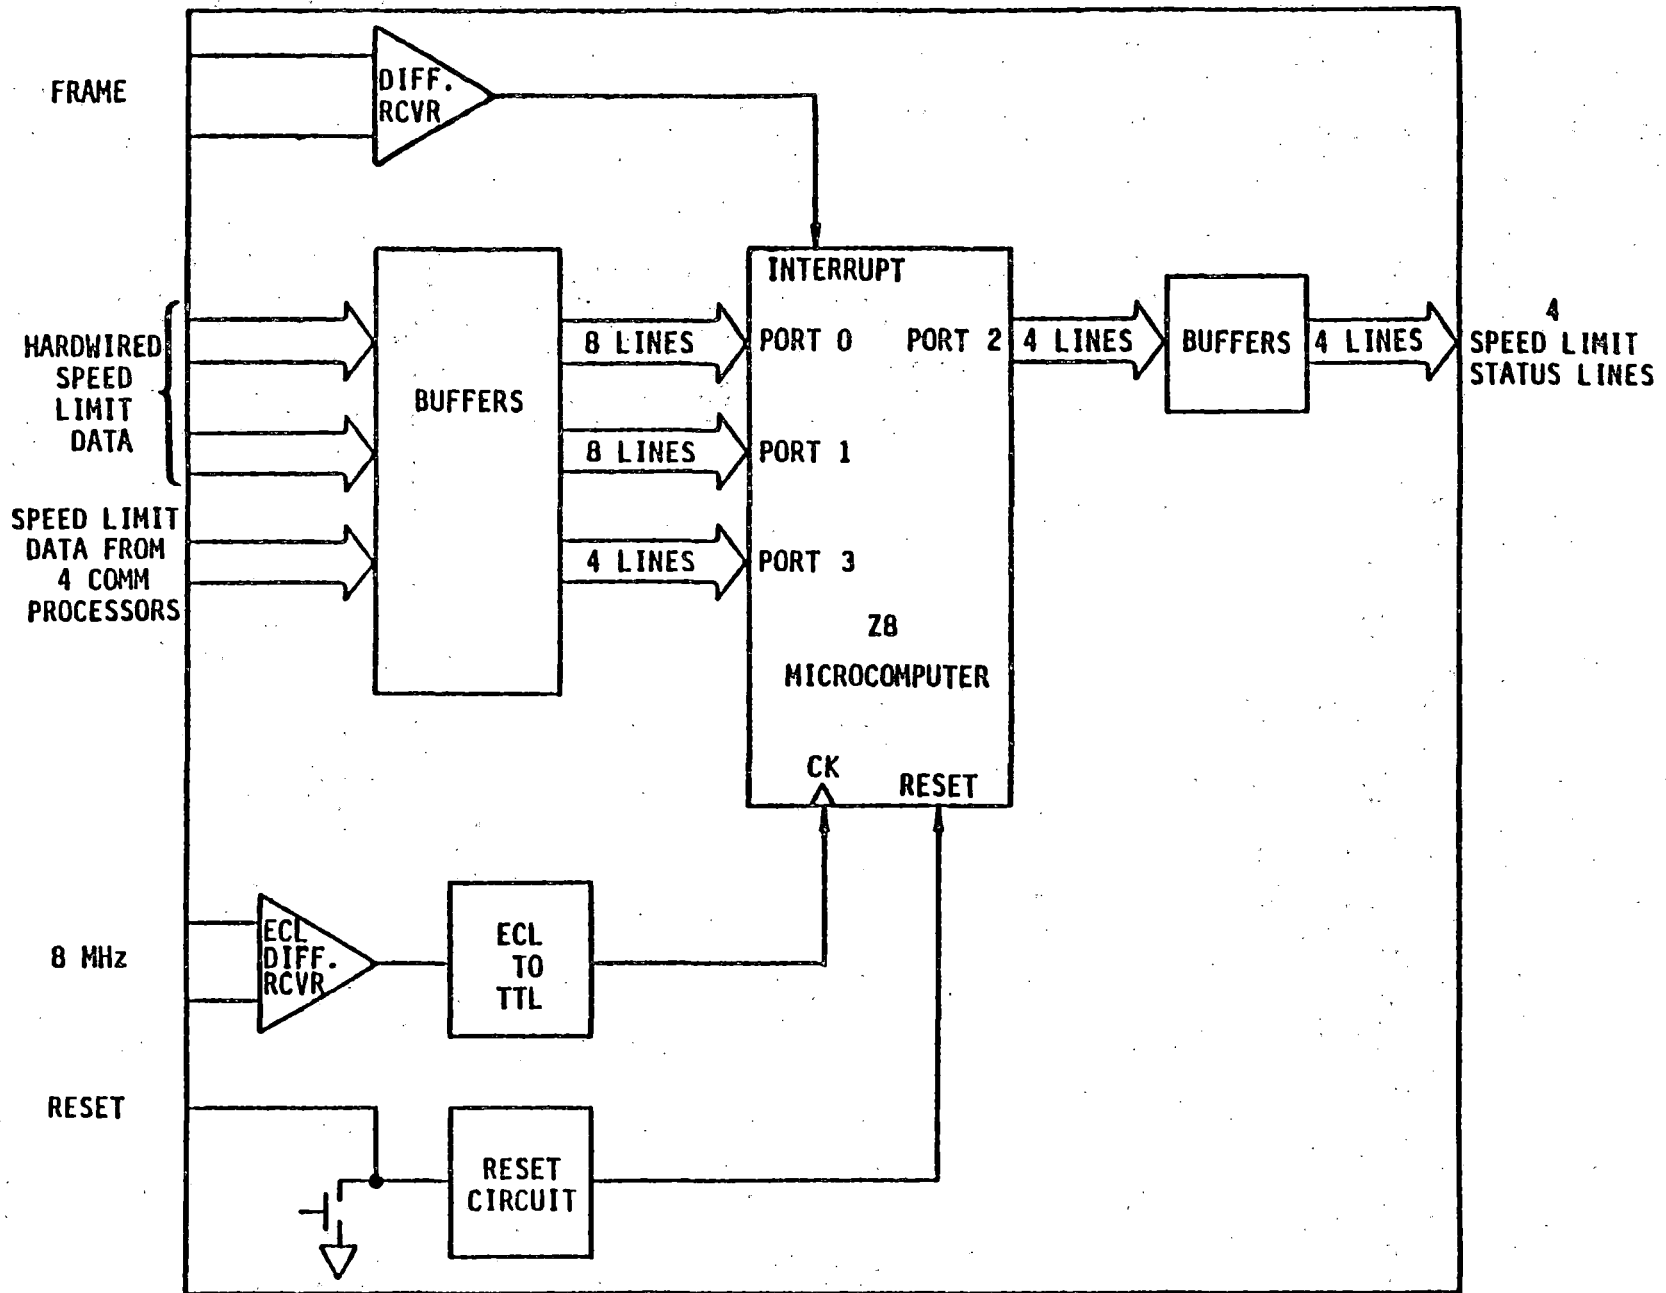 FRAME
DIFF.
RCVR
HARDWIRED
SPEED
LIMIT
DATA
SPEED LIMIT
DATA FROM
4 COMM
PROCESSORS
BUFFERS
8 LINES
8 LINES
4 LINES
INTERRUPT
PORT 0
PORT 1
PORT 3
PORT 2
Z8
MICROCOMPUTER
CK
RESET
4 LINES
BUFFERS
4 LINES
4
SPEED LIMIT
STATUS LINES
8 MHz
ECL
DIFF.
RCVR
ECL
TO
TTL
RESET
RESET
CIRCUIT